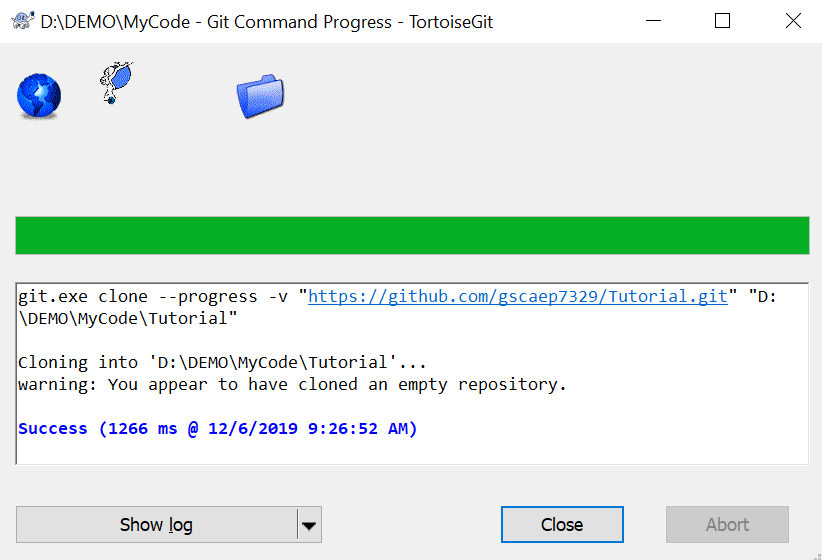 D:\DEMO\MyCode - Git Command Progress - TortoiseGit
git.exe clone --progress -v "https://github.com/gscaep7329/Tutorial.git" "D:
\DEMO\MyCode\Tutorial"
Cloning into 'D:\DEMO\MyCode\Tutorial'...
warning: You appear to have cloned an empty repository.
Success (1266 ms @ 12/6/2019 9:26:52 AM)
Show log
Close
Abort